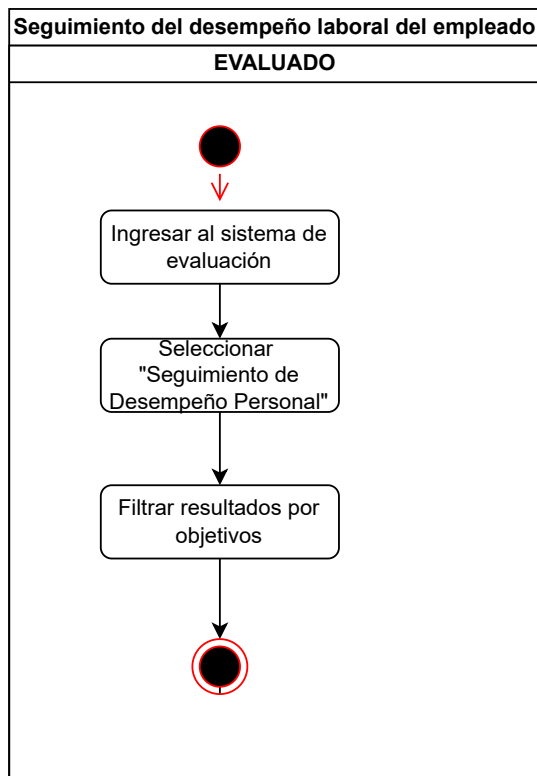 Seguimiento del desempeño laboral del empleado
EVALUADO
Ingresar al sistema de
evaluación
Seleccionar
"Seguimiento de
Desempeño Personal"
Filtrar resultados por
objetivos